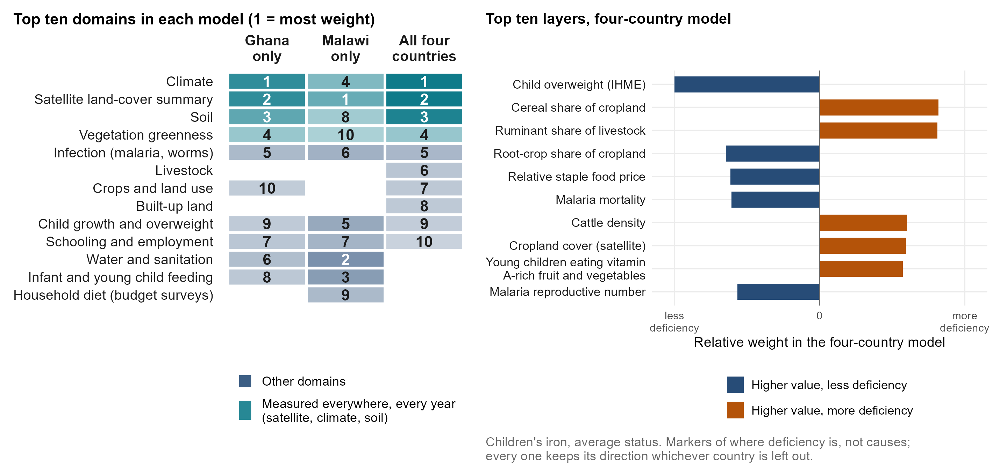 Top ten domains in each model (1 = most weight)
Ghana only
Malawi only
All four countries
Climate 1 4 1
Satellite land-cover summary 2 1 2
Soil 3 8 3
Vegetation greenness 4 10 4
Infection (malaria, worms) 5 6 5
Livestock 6
Crops and land use 10 7
Built-up land 8
Child growth and overweight 9 5 9
Schooling and employment 7 7 10
Water and sanitation 6 2
Infant and young child feeding 8 3
Household diet (budget surveys) 9
Other domains
Measured everywhere, every year
(satellite, climate, soil)
Top ten layers, four-country model
Child overweight (IHME)
Cereal share of cropland
Ruminant share of livestock
Root-crop share of cropland
Relative staple food price
Malaria mortality
Cattle density
Cropland cover (satellite)
Young children eating vitamin
A-rich fruit and vegetables
Malaria reproductive number
less deficiency
0
more deficiency
Relative weight in the four-country model
Higher value, less deficiency
Higher value, more deficiency
Children's iron, average status. Markers of where deficiency is, not causes;
every one keeps its direction whichever country is left out.